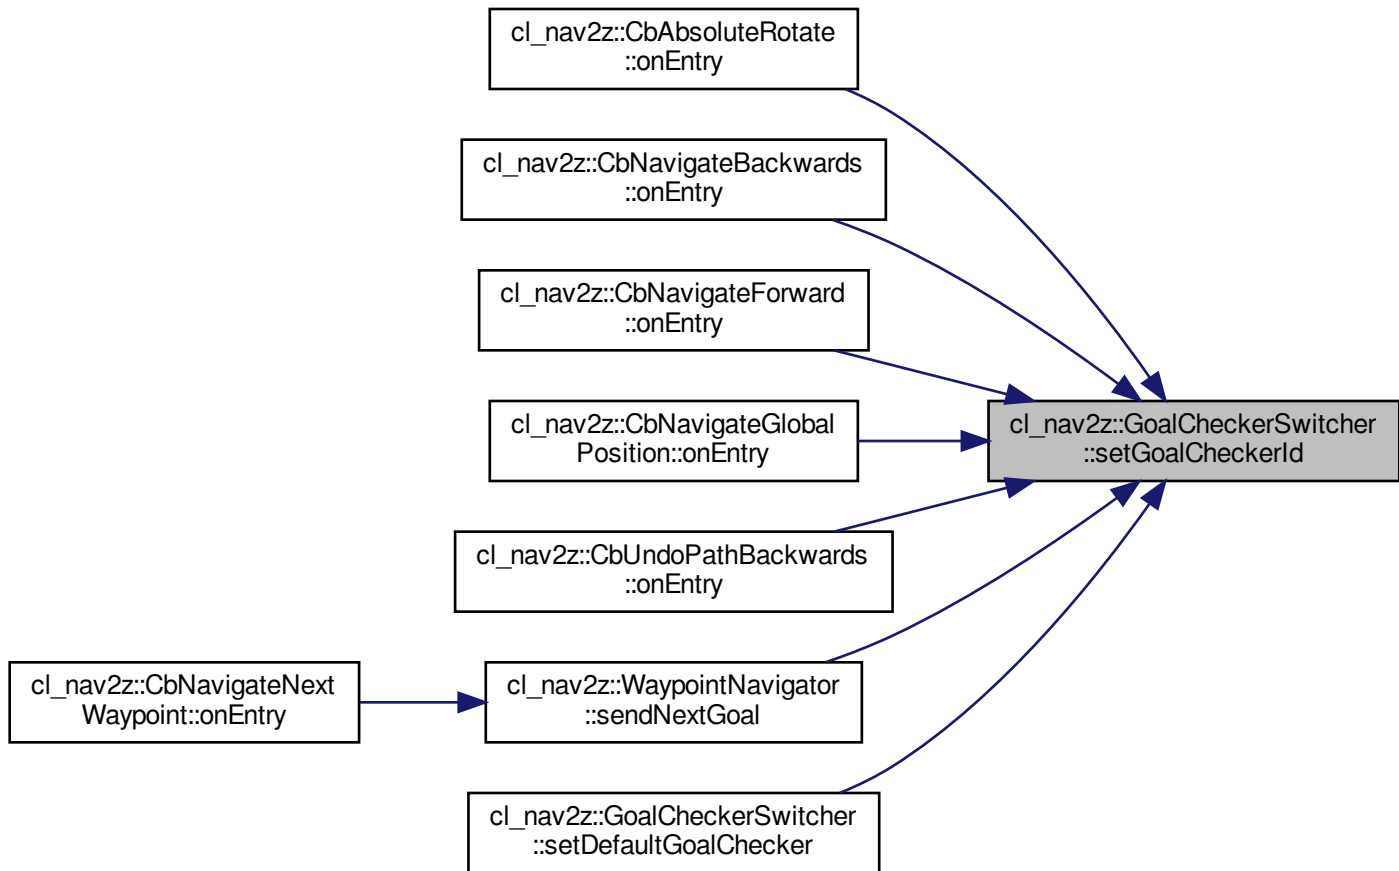 cl_nav2z::CbAbsoluteRotate
::onEntry
cl_nav2z::CbNavigateBackwards
::onEntry
cl_nav2z::CbNavigateForward
::onEntry
cl_nav2z::CbNavigateGlobal
Position::onEntry
cl_nav2z::GoalCheckerSwitcher
::setGoalCheckerId
cl_nav2z::CbUndoPathBackwards
::onEntry
cl_nav2z::CbNavigateNext
Waypoint::onEntry
cl_nav2z::WaypointNavigator
::sendNextGoal
cl_nav2z::GoalCheckerSwitcher
::setDefaultGoalChecker